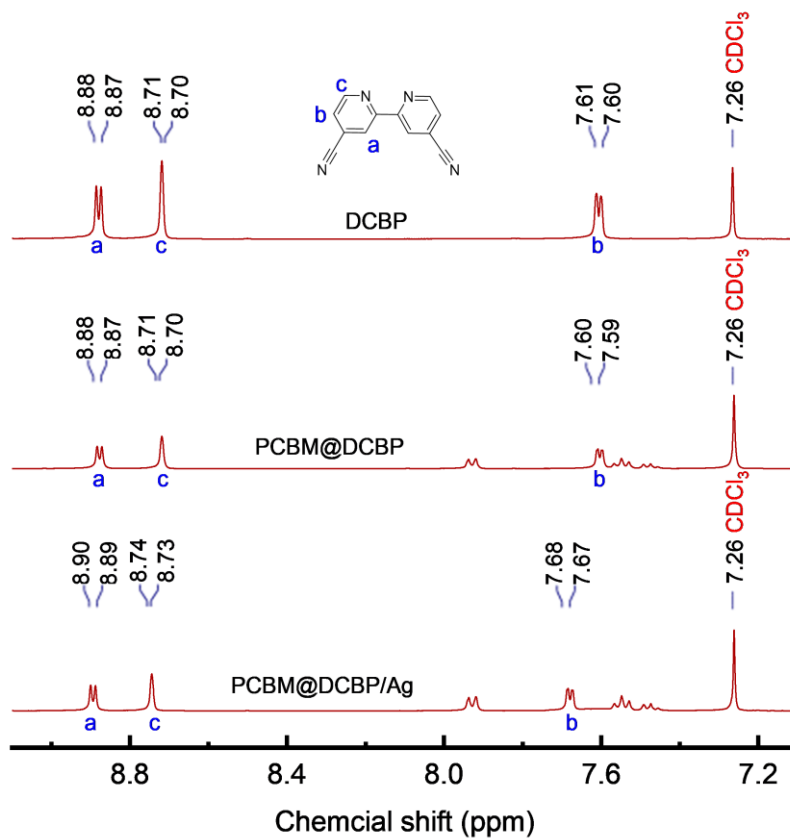 8.88
8.87
8.71
8.70
7.61
7.60
7.26 CDCl3
N
N
c
b
a
N
N
DCBP
a
c
b
8.88
8.87
8.71
8.70
7.60
7.59
7.26 CDCl3
PCBM@DCBP
a
c
b
8.90
8.89
8.74
8.73
7.68
7.67
7.26 CDCl3
PCBM@DCBP/Ag
a
c
b
8.8
8.4
8.0
7.6
7.2
Chemcial shift (ppm)